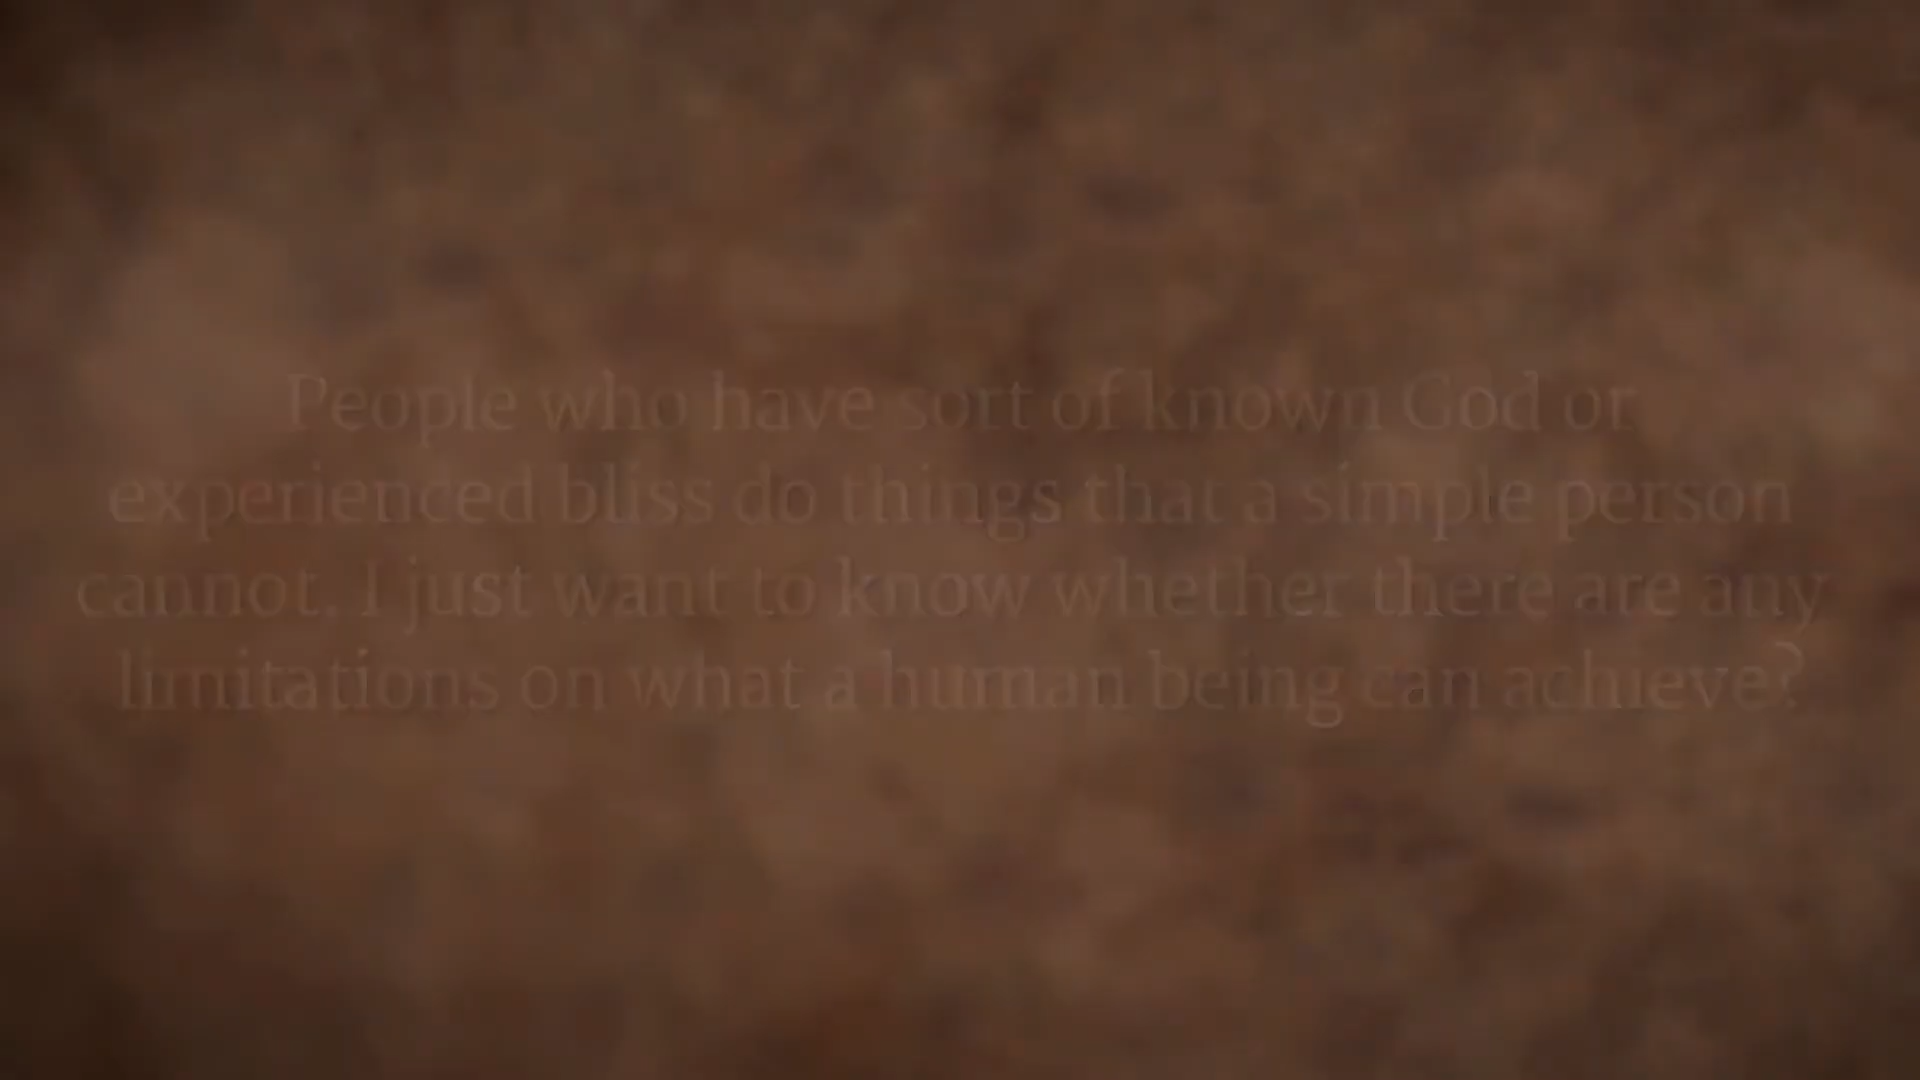 People who have sort of known God or
experienced bliss do things that a simple person
cannot. I just want to know whether there are any
limitations on what a human being can achieve?